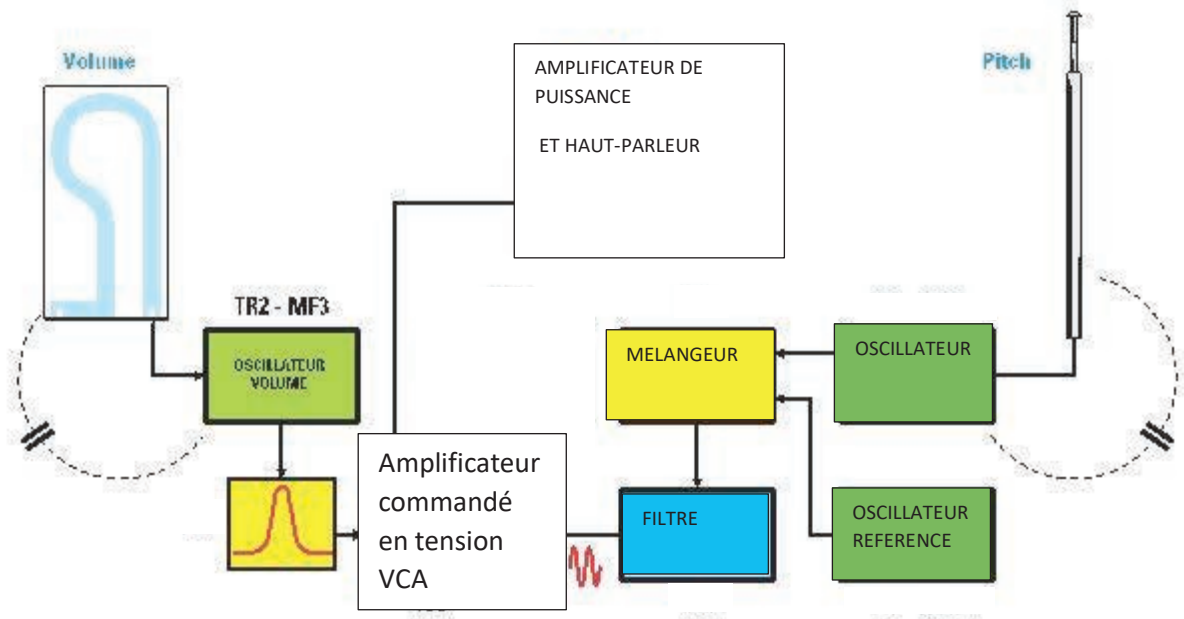 Volume
AMPLIFICATEUR DE
PUISSANCE
ET HAUT-PARLEUR
Pitch
TR2 - MF3
OSCILLATEUR
VOLUME
MELANGEUR
OSCILLATEUR
Amplificateur
commandé
en tension
VCA
FILTRE
OSCILLATEUR
REFERENCE